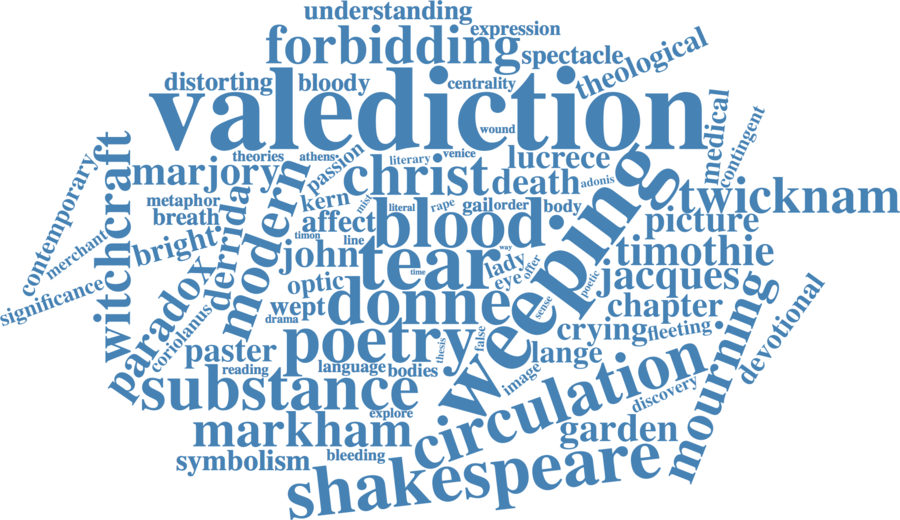 understanding
expression
forbidding
spectacle
theological
distorting
bloody
centrality
valediction
wound
medical
contingent
contemporary
witchcraft
marjory
theories
athens
passion
literary
venice
lucrece
christ
death
adonis
twicknam
metaphor
breath
derrida
modern
kern
mist
literal
rape
gail
order
body
weeping
picture
merchant
bright
affect
timon
line
blood
way
timothie
john
tear
time
lady
eye
offer
poetic
jacques
significance
paradox
coriolanus
optic
wept
drama
donne
sense
chapter
mourning
devotional
poetry
thesis
false
crying
fleeting
paster
reading
language
bodies
lange
image
discovery
substance
explore
circulation
markham
garden
symbolism
bleeding
shakespeare